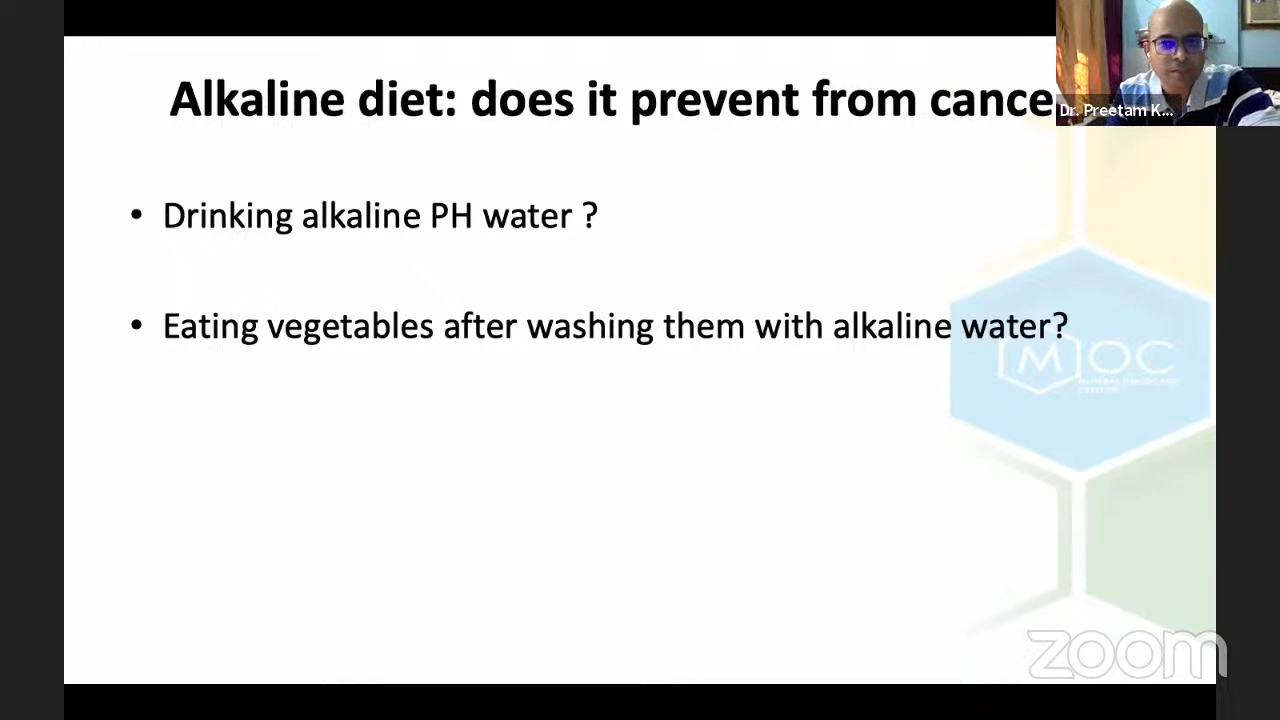 Alkaline diet: does it prevent from cance
Dr. Preetam K...
• Drinking alkaline PH water ?
• Eating vegetables after washing them with alkaline water?
MOC
zoom